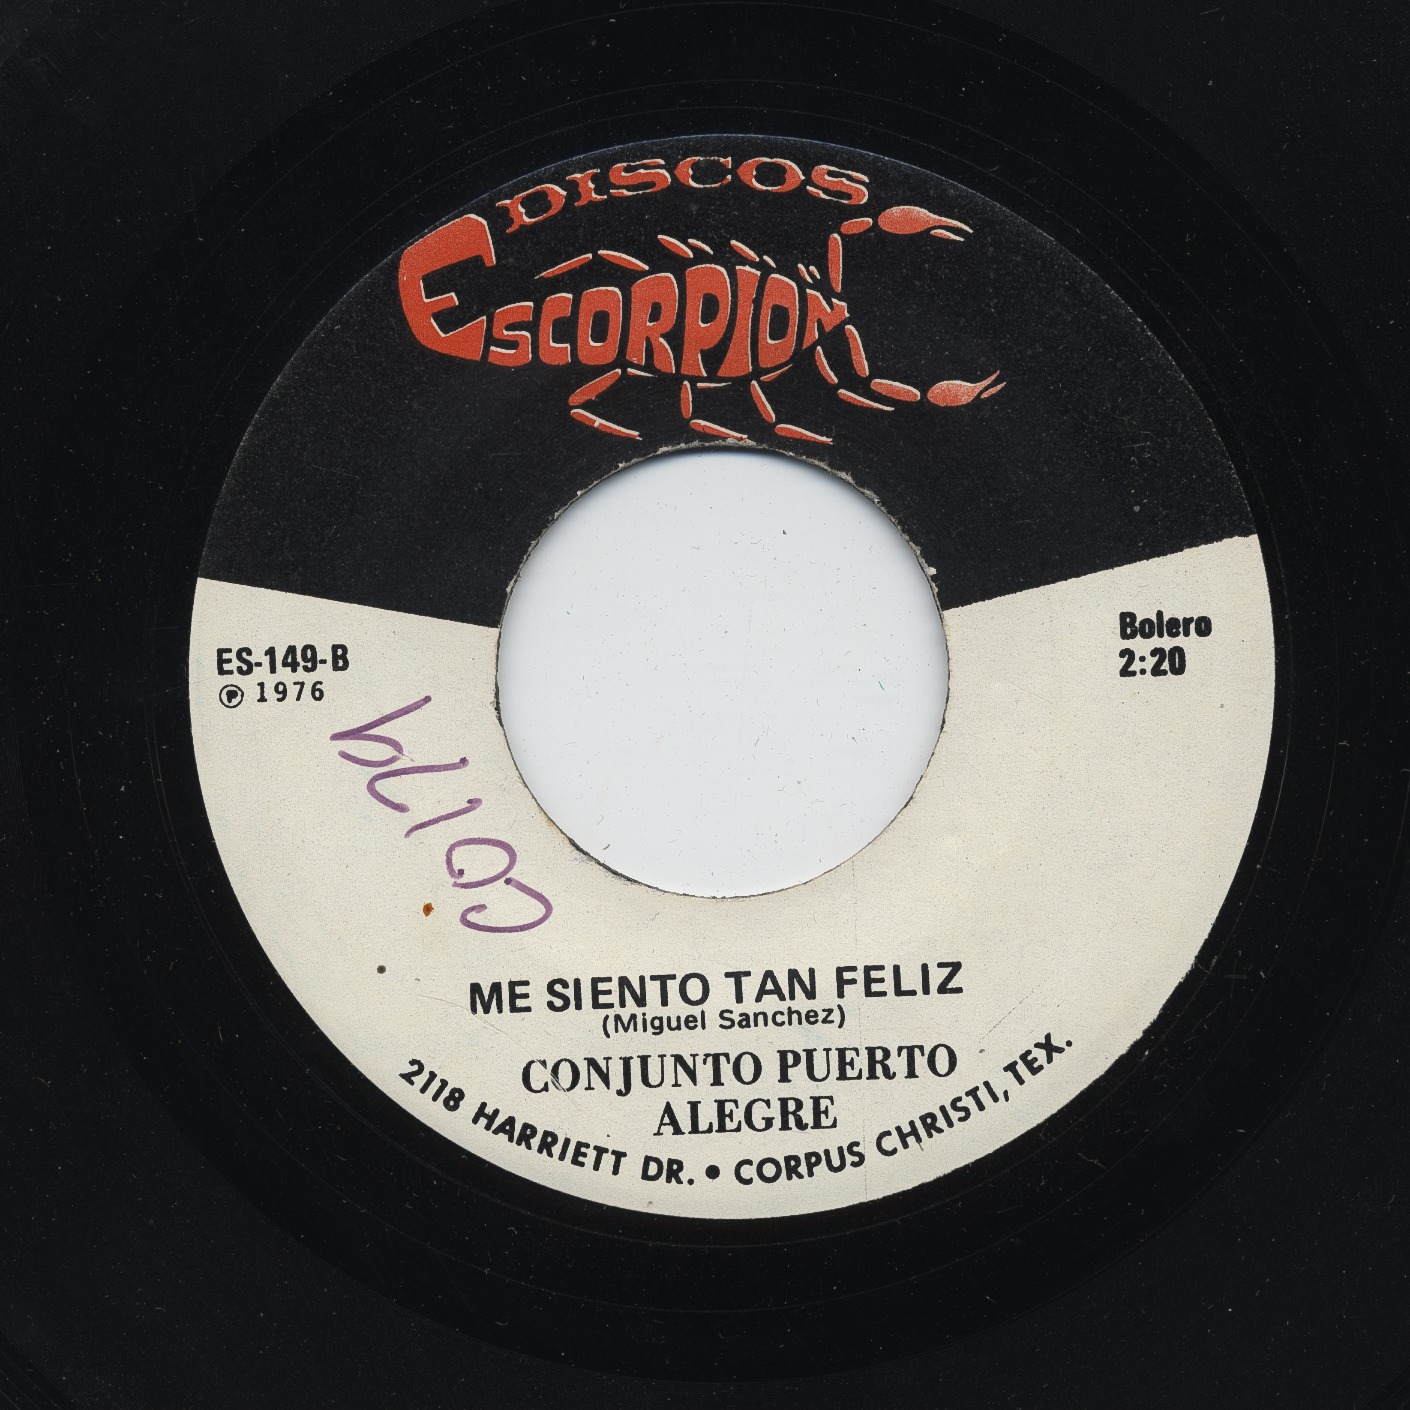 DISCOS
ESCORPION
ES-149-B
℗ 1976
Bolero
2:20
ME SIENTO TAN FELIZ
(Miguel Sanchez)
CONJUNTO PUERTO
ALEGRE
2118 HARRIETT DR. • CORPUS CHRISTI, TEX.